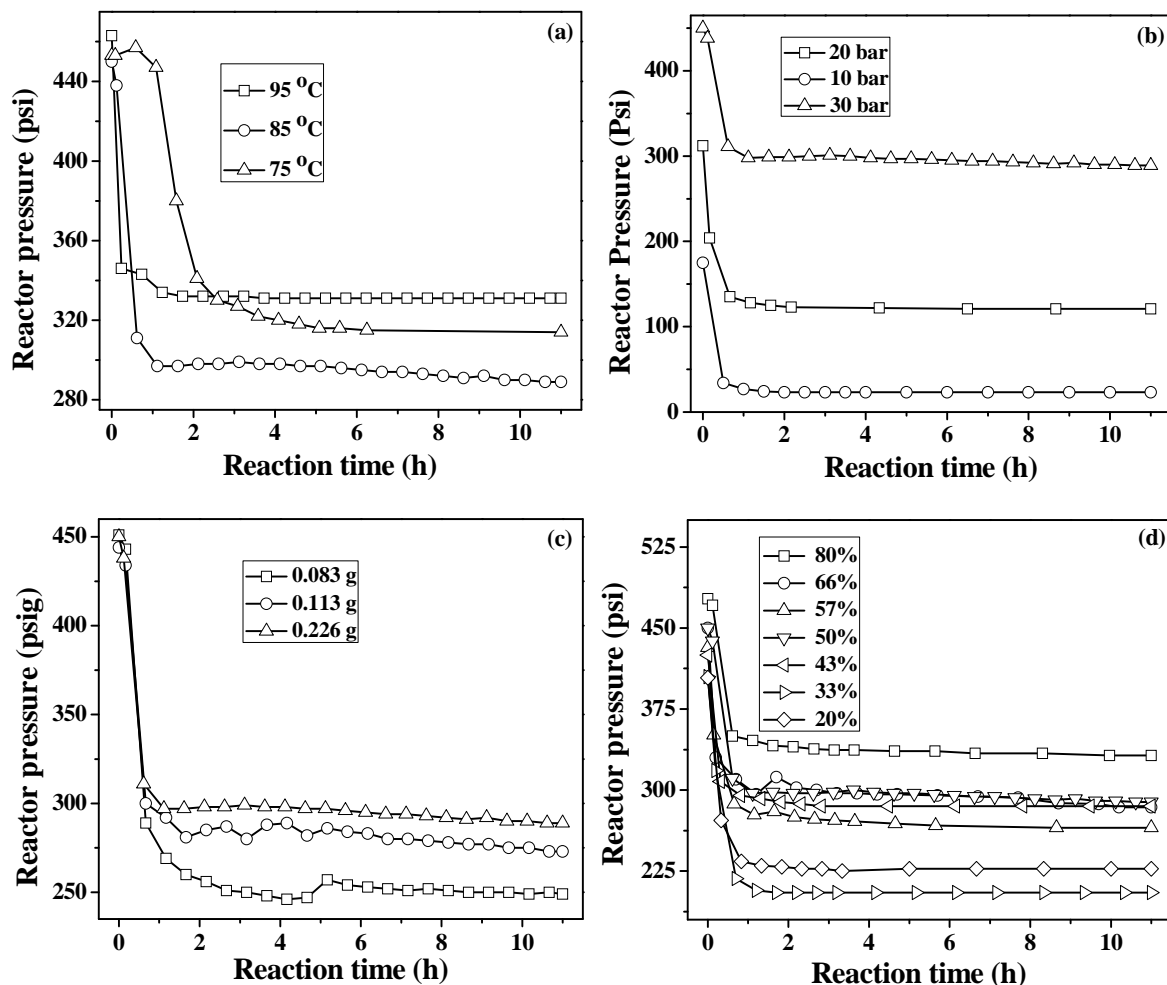 (a)
95 °C
85 °C
75 °C
440
400
360
320
280
0 2 4 6 8 10
Reaction time (h)
Reactor pressure (psi)
(b)
20 bar
10 bar
30 bar
400
300
200
100
0
0 2 4 6 8 10
Reaction time (h)
Reactor Pressure (Psi)
(c)
0.083 g
0.113 g
0.226 g
450
400
350
300
250
0 2 4 6 8 10
Reaction time (h)
Reactor pressure (psig)
(d)
80%
66%
57%
50%
43%
33%
20%
525
450
375
300
225
0 2 4 6 8 10
Reaction time (h)
Reactor pressure (psi)